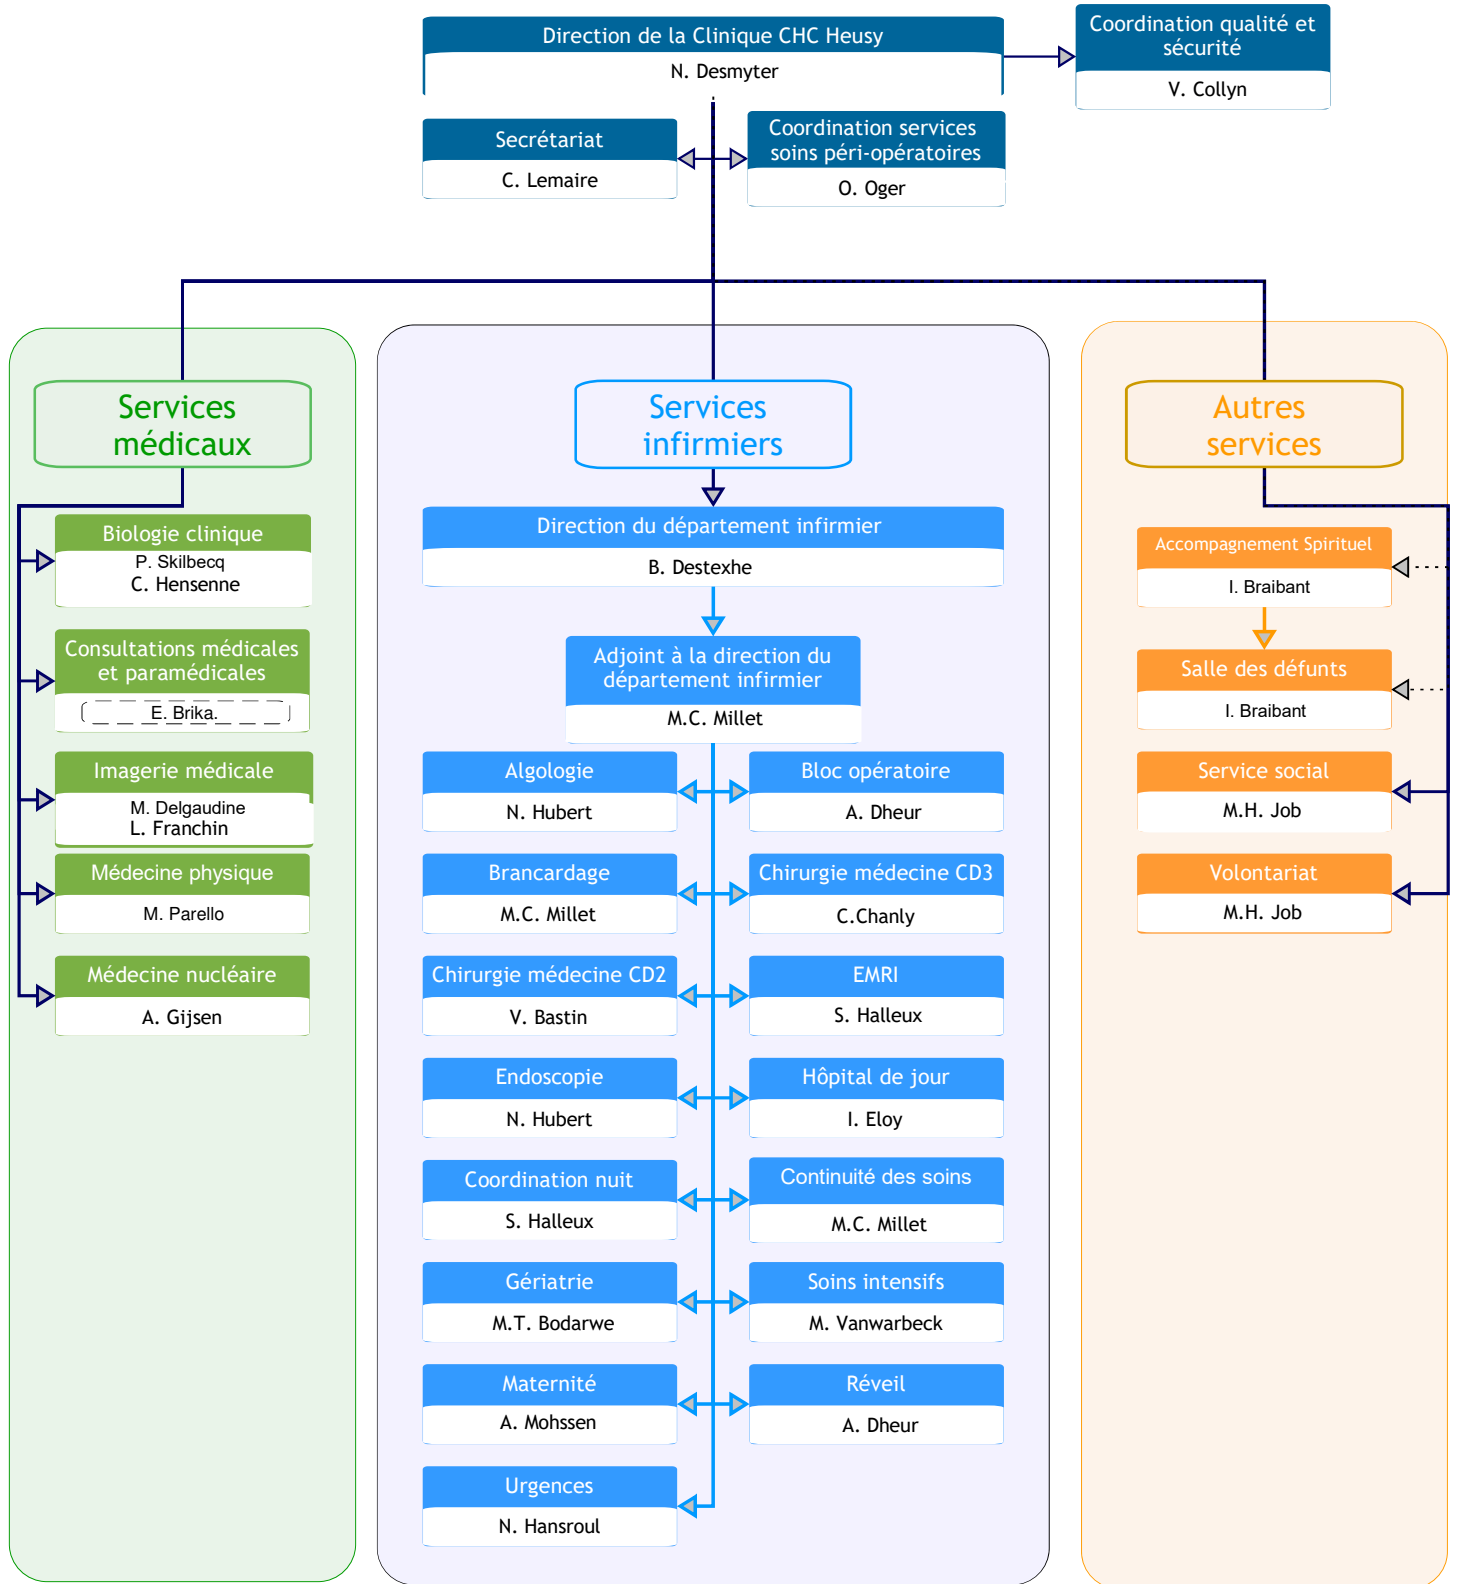 Direction de la Clinique CHC Heusy
N. Desmyter
Coordination qualité et
sécurité
V. Collyn
Secrétariat
C. Lemaire
Coordination services
soins péri-opératoires
O. Oger
Services
médicaux
Biologie clinique
P. Skilbecq
C. Hensenne
Consultations médicales
et paramédicales
E. Brika.
Imagerie médicale
M. Delgaudine
L. Franchin
Médecine physique
M. Parello
Médecine nucléaire
A. Gijsen
Services
infirmiers
Direction du département infirmier
B. Destexhe
Adjoint à la direction du
département infirmier
M.C. Millet
Algologie
N. Hubert
Bloc opératoire
A. Dheur
Brancardage
M.C. Millet
Chirurgie médecine CD3
C.Chanly
Chirurgie médecine CD2
V. Bastin
EMRI
S. Halleux
Endoscopie
N. Hubert
Hôpital de jour
I. Eloy
Coordination nuit
S. Halleux
Continuité des soins
M.C. Millet
Gériatrie
M.T. Bodarwe
Soins intensifs
M. Vanwarbeck
Maternité
A. Mohssen
Réveil
A. Dheur
Urgences
N. Hansroul
Autres
services
Accompagnement Spirituel
I. Braibant
Salle des défunts
I. Braibant
Service social
M.H. Job
Volontariat
M.H. Job